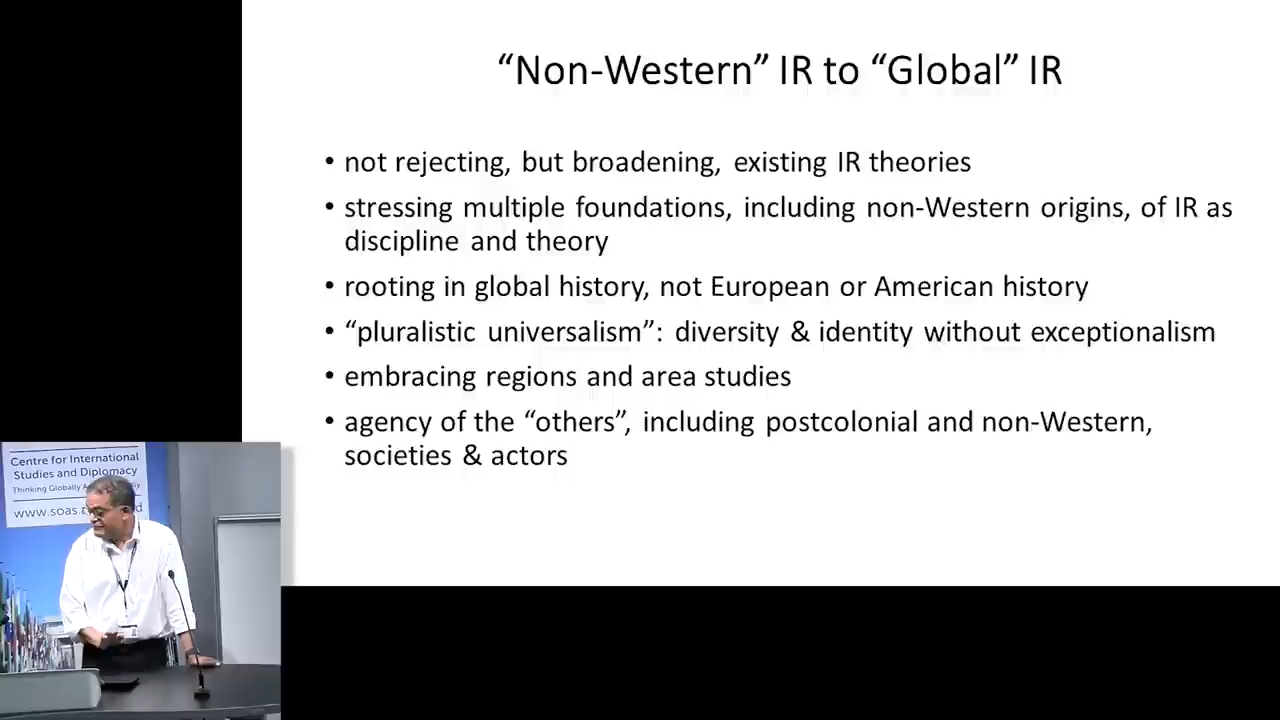 “Non-Western” IR to “Global” IR
• not rejecting, but broadening, existing IR theories
• stressing multiple foundations, including non-Western origins, of IR as
discipline and theory
• rooting in global history, not European or American history
• “pluralistic universalism”: diversity & identity without exceptionalism
• embracing regions and area studies
• agency of the “others”, including postcolonial and non-Western,
societies & actors
Centre for International
Studies and Diplomacy
Thinking Globally
www.soas.